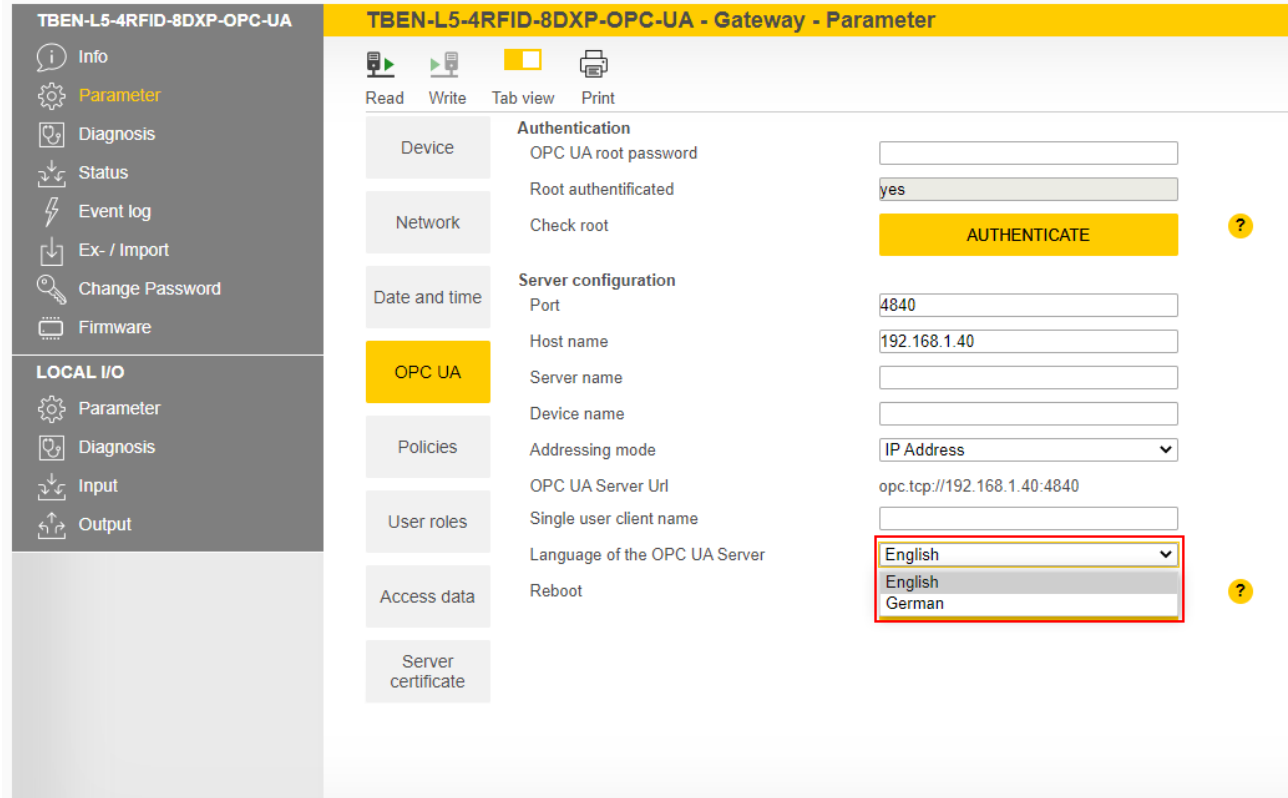 TBEN-L5-4RFID-8DXP-OPC-UA
Info
Parameter
Diagnosis
Status
Event log
Ex- / Import
Change Password
Firmware
LOCAL I/O
Parameter
Diagnosis
Input
Output
TBEN-L5-4RFID-8DXP-OPC-UA - Gateway - Parameter
Read Write Tab view Print
Device
Network
Date and time
OPC UA
Policies
User roles
Access data
Server
certificate
Authentication
OPC UA root password
Root authentificated yes
Check root AUTHENTICATE ?
Server configuration
Port 4840
Host name 192.168.1.40
Server name
Device name
Addressing mode IP Address
OPC UA Server Url opc.tcp://192.168.1.40:4840
Single user client name
Language of the OPC UA Server English
English
Reboot ?
German